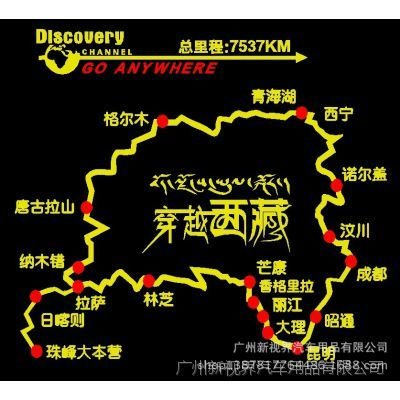 Discovery
CHANNEL
GO ANYWHERE
总里程:7537KM
青海湖
西宁
格尔木
诺尔盖
唐古拉山
穿越西藏
汶川
纳木错
成都
芒康
香格里拉
拉萨
林芝
丽江
日喀则
昭通
大理
珠峰大本营
昆明
广州新视界汽车用品有限公司
shop1367817764486.1688.com
广州新视界汽车用品有限公司